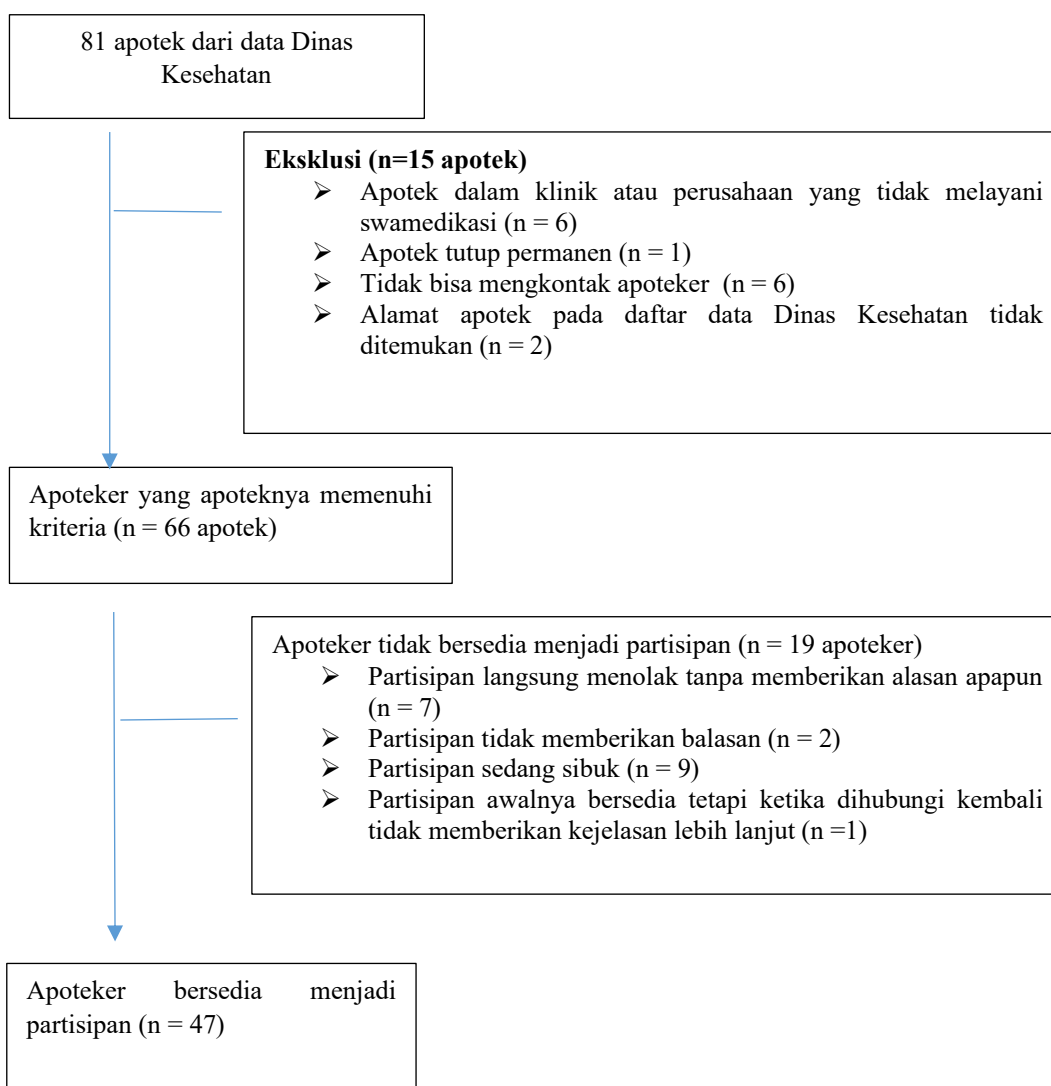 81 apotek dari data Dinas
Kesehatan
Eksklusi (n=15 apotek)
➢ Apotek dalam klinik atau perusahaan yang tidak melayani
swamedikasi (n = 6)
➢ Apotek tutup permanen (n = 1)
➢ Tidak bisa mengkontak apoteker (n = 6)
➢ Alamat apotek pada daftar data Dinas Kesehatan tidak
ditemukan (n = 2)
Apoteker yang apoteknya memenuhi
kriteria (n = 66 apotek)
Apoteker tidak bersedia menjadi partisipan (n = 19 apoteker)
➢ Partisipan langsung menolak tanpa memberikan alasan apapun
(n = 7)
➢ Partisipan tidak memberikan balasan (n = 2)
➢ Partisipan sedang sibuk (n = 9)
➢ Partisipan awalnya bersedia tetapi ketika dihubungi kembali
tidak memberikan kejelasan lebih lanjut (n =1)
Apoteker bersedia menjadi
partisipan (n = 47)